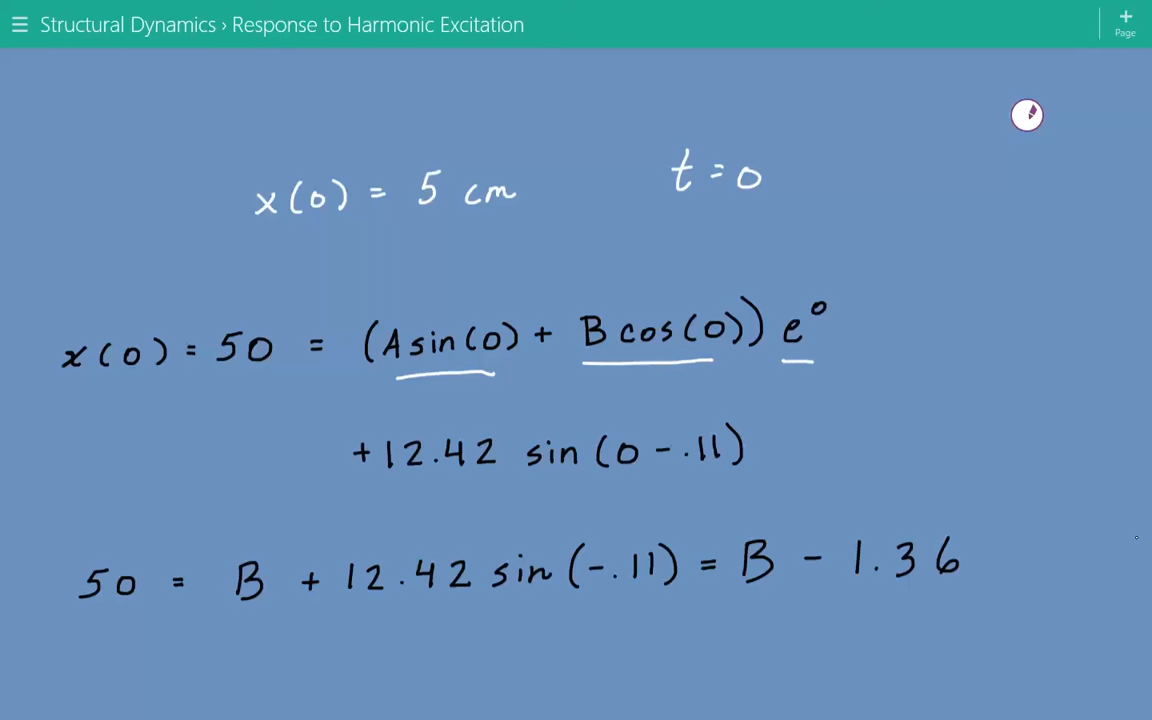 Structural Dynamics › Response to Harmonic Excitation
+
Page
x(0) = 5 cm t = 0
x(0) = 50 = (A sin(0) + B cos(0)) e⁰
+ 12.42 sin(0 - .11)
50 = B + 12.42 sin(-.11) = B - 1.36